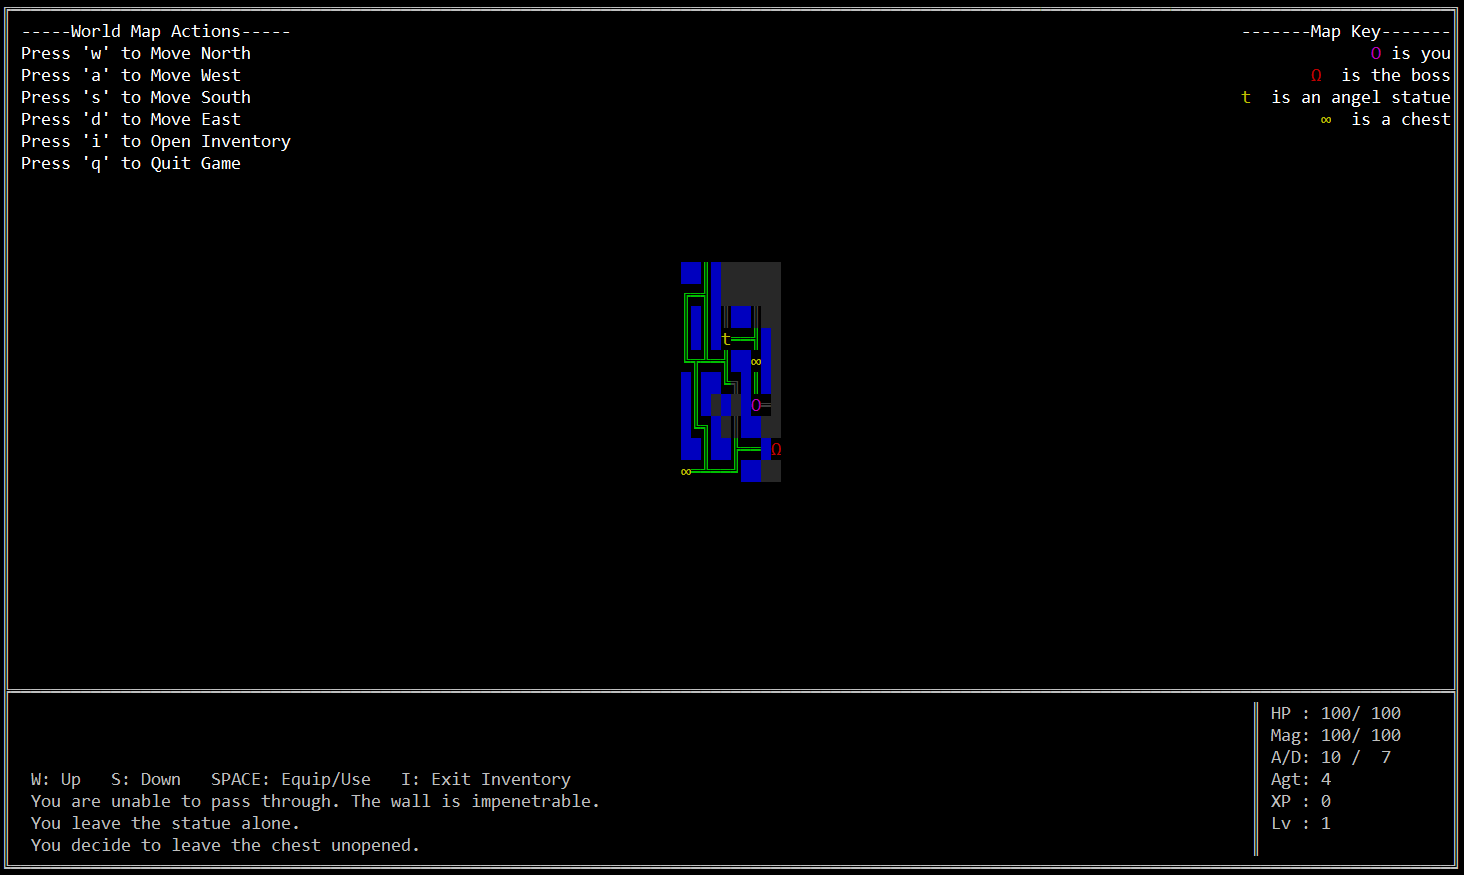 -----World Map Actions-----
Press 'w' to Move North
Press 'a' to Move West
Press 's' to Move South
Press 'd' to Move East
Press 'i' to Open Inventory
Press 'q' to Quit Game
-------Map Key-------
O is you
Ω  is the boss
t  is an angel statue
∞  is a chest
t
∞
O
Ω
∞
W: Up   S: Down   SPACE: Equip/Use   I: Exit Inventory
You are unable to pass through. The wall is impenetrable.
You leave the statue alone.
You decide to leave the chest unopened.
HP : 100/ 100
Mag: 100/ 100
A/D: 10 /  7
Agt: 4
XP : 0
Lv : 1